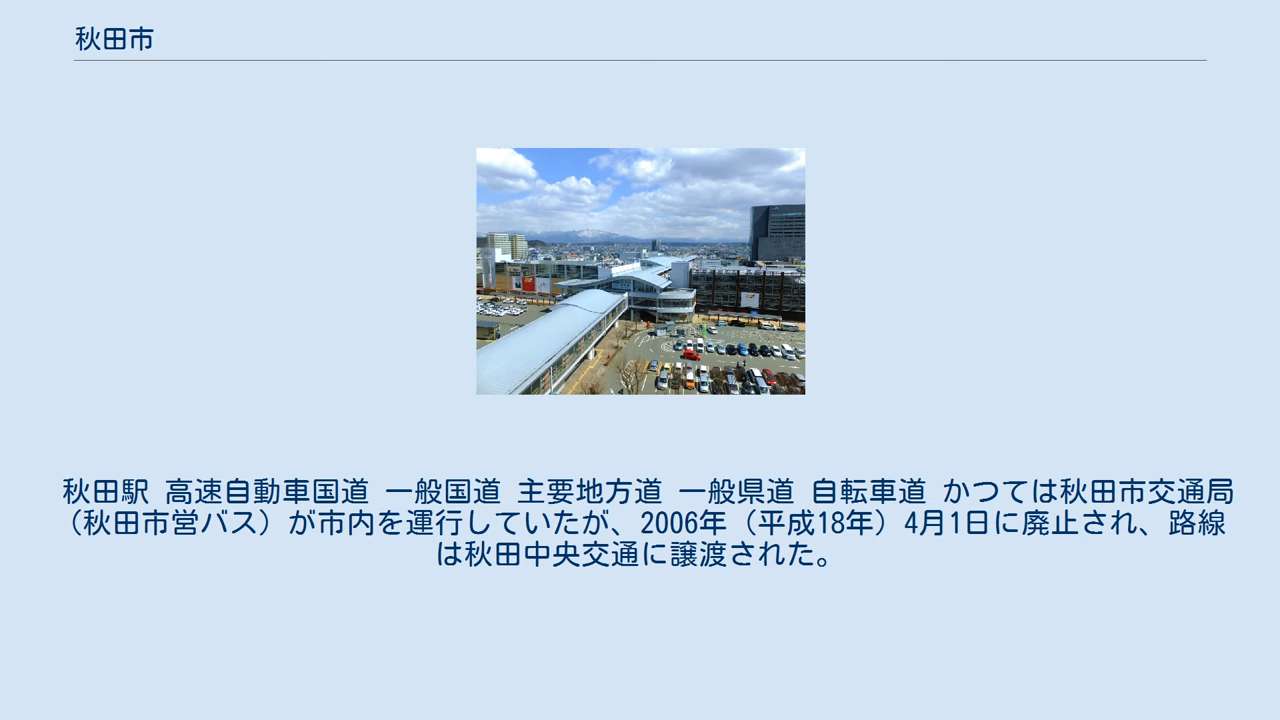 秋田市
秋田駅 高速自動車国道 一般国道 主要地方道 一般県道 自転車道 かつては秋田市交通局
（秋田市営バス）が市内を運行していたが、2006年（平成18年）4月1日に廃止され、路線
は秋田中央交通に譲渡された。